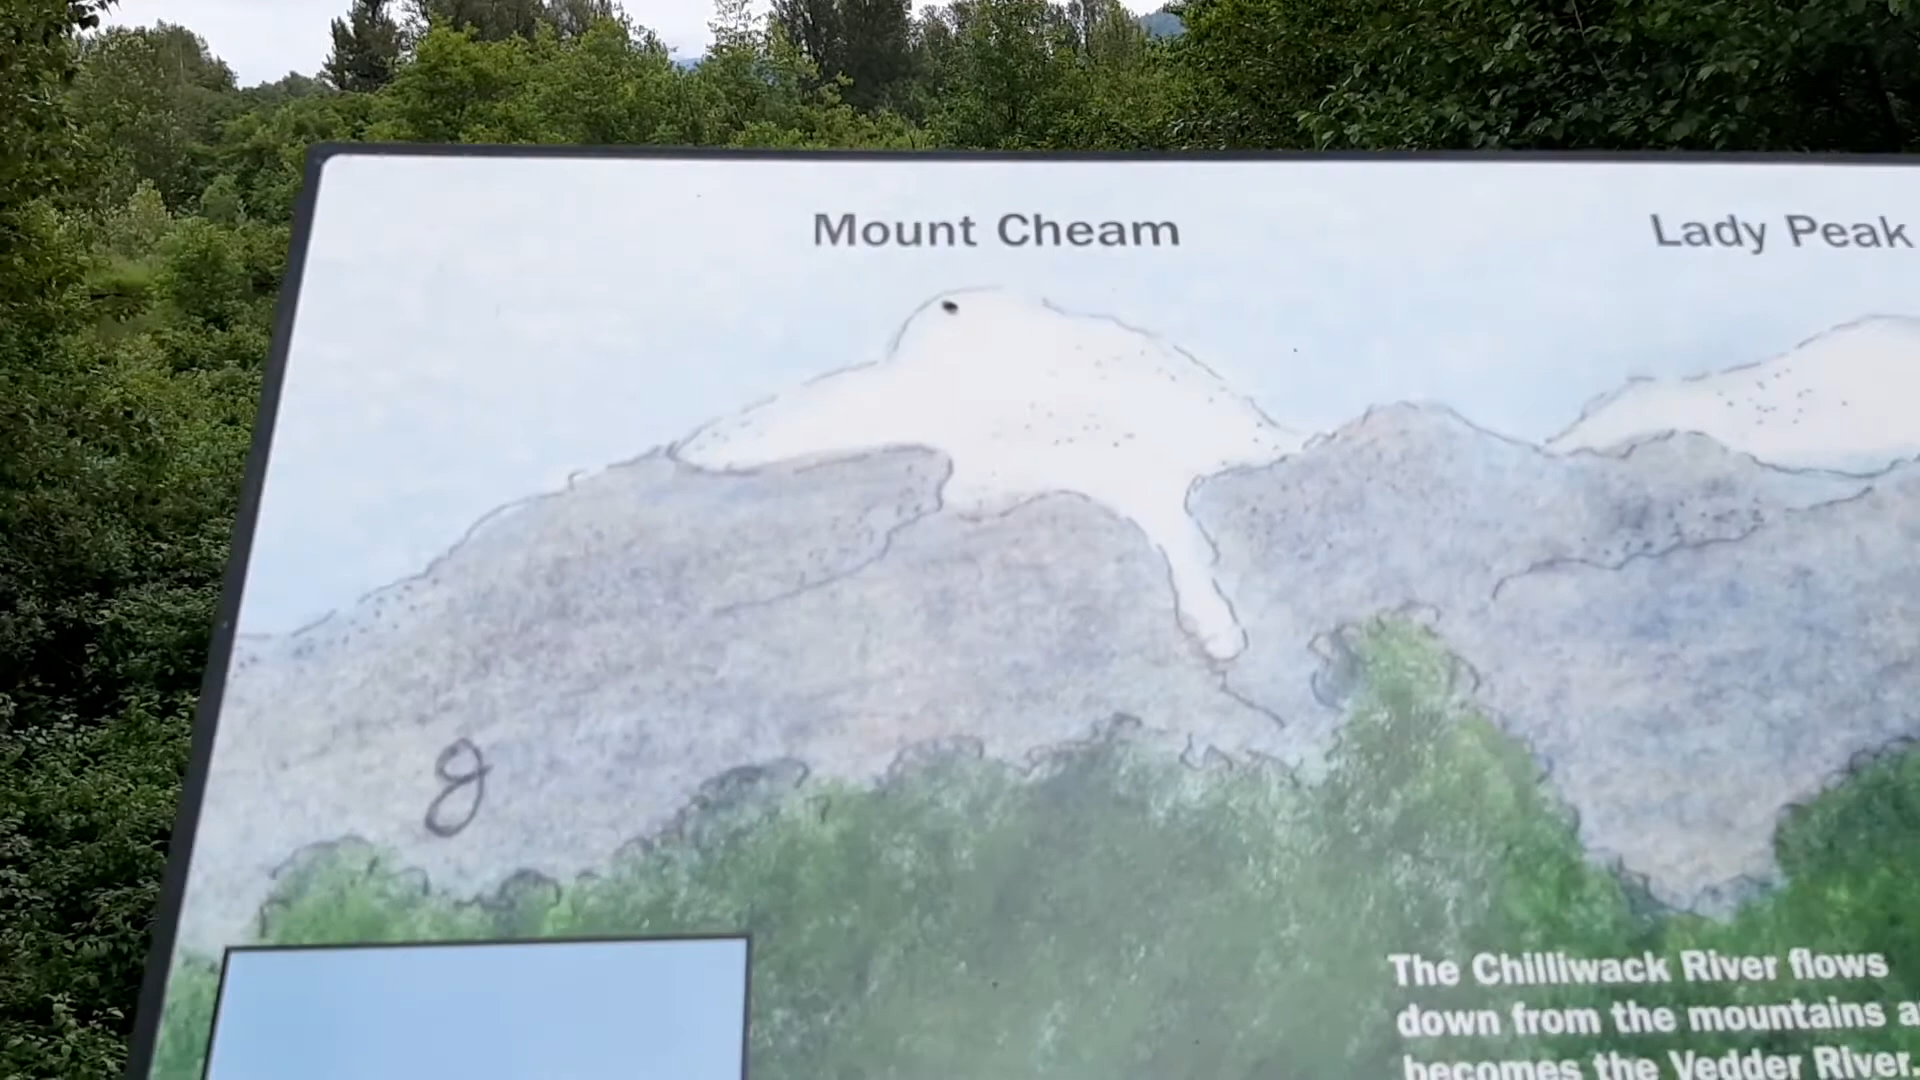 Mount Cheam
Lady Peak
The Chilliwack River flows
down from the mountains
becomes the Vedder River.